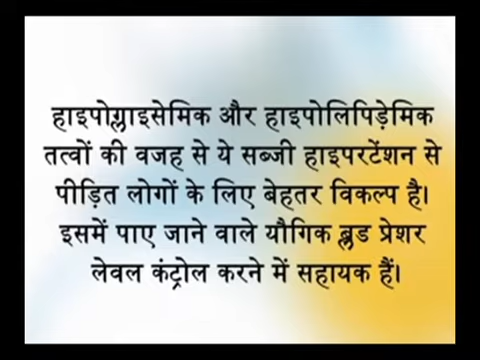 हाइपोग्लाइसेमिक और हाइपोलिपिड़ेमिक
तत्वों की वजह से ये सब्जी हाइपरटेंशन से
पीड़ित लोगों के लिए बेहतर विकल्प है।
इसमें पाए जाने वाले यौगिक ब्लड प्रेशर
लेवल कंट्रोल करने में सहायक हैं।